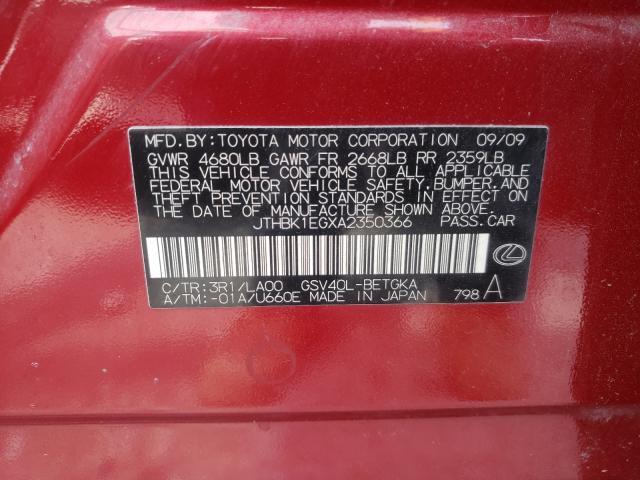 MFD.BY:TOYOTA MOTOR CORPORATION 09/09
GVWR 4680LB GAWR FR 2668LB RR 2359LB
THIS VEHICLE CONFORMS TO ALL APPLICABLE
FEDERAL MOTOR VEHICLE SAFETY,BUMPER,AND
THEFT PREVENTION STANDARDS IN EFFECT ON
THE DATE OF MANUFACTURE SHOWN ABOVE.
JTHBK1EGXA2350366 PASS.CAR
C/TR:3R1/LA00 GSV40L-BETGKA
A/TM:-01A/U660E MADE IN JAPAN 798 A